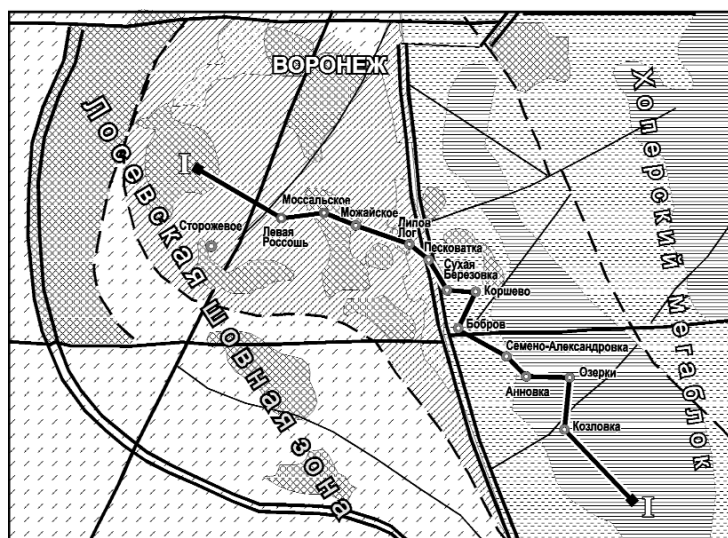 ВОРОНЕЖ
Хоперский мегаблок
Лосевская шовная зона
I
Моссальское
Можайское
Левая
Россошь
Сторожевое
Липов
Лог
Песковатка
Сухая
Березовка
Коршево
Бобров
Семено-Александровка
Анновка
Озерки
Козловка
I